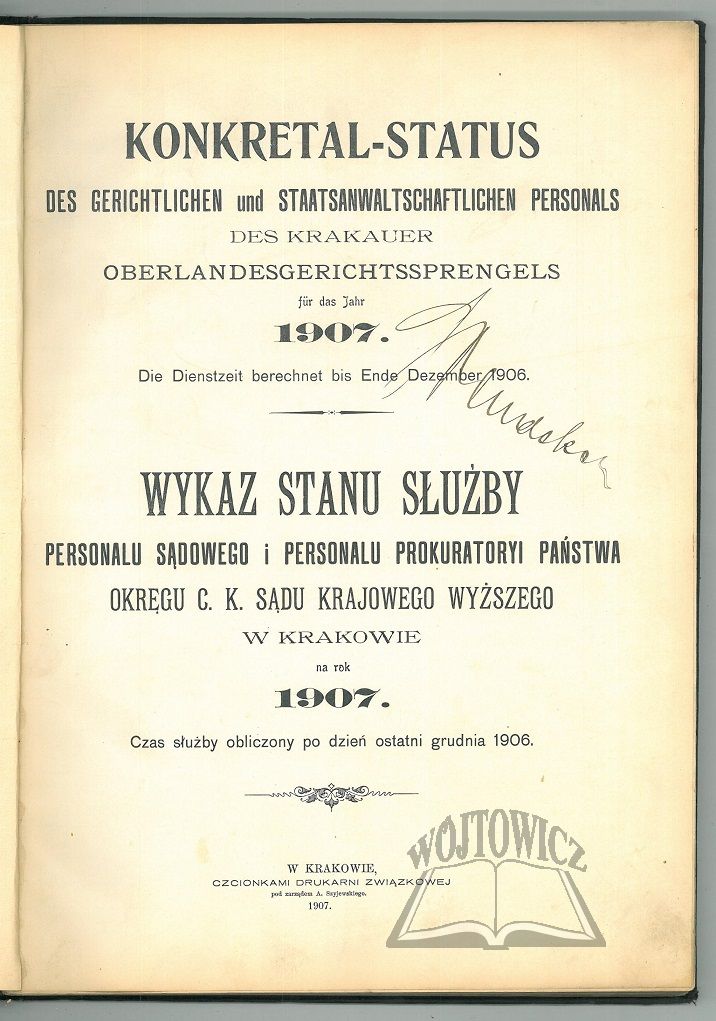 KONKRETAL-STATUS
DES GERICHTLICHEN und STAATSANWALTSCHAFTLICHEN PERSONALS
DES KRAKAUER
OBERLANDESGERICHTSSPRENGELS
für das Jahr
1907.
Die Dienstzeit berechnet bis Ende Dezember 1906.
WYKAZ STANU SŁUŻBY
PERSONALU SĄDOWEGO i PERSONALU PROKURATORYI PAŃSTWA
OKRĘGU C. K. SĄDU KRAJOWEGO WYŻSZEGO
W KRAKOWIE
na rok
1907.
Czas służby obliczony po dzień ostatni grudnia 1906.
W KRAKOWIE,
CZCIONKAMI DRUKARNI ZWIĄZKOWEJ
pod zarządem A. Szyjewskiego.
1907.
WÓJTOWICZ